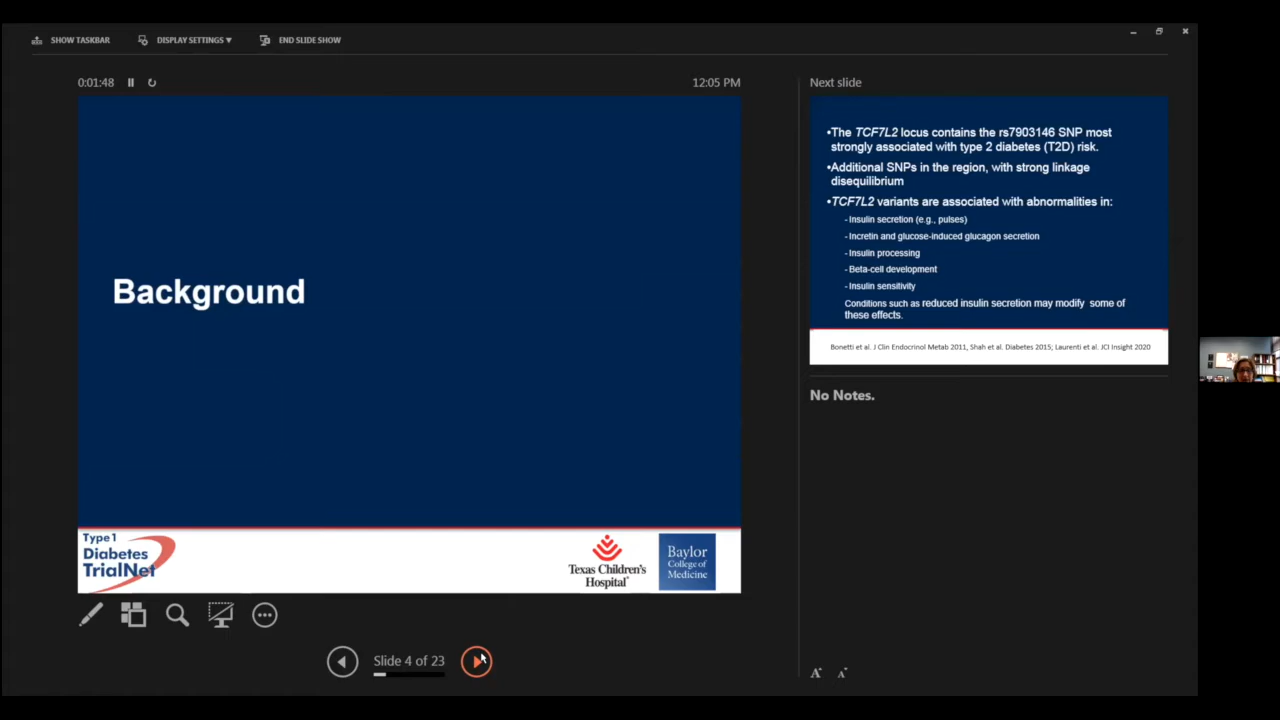 SHOW TASKBAR
DISPLAY SETTINGS ▼
END SLIDE SHOW
0:01:48
12:05 PM
Background
Type 1
Diabetes
TrialNet
Texas Children's
Hospital®
Baylor
College of
Medicine
Slide 4 of 23
Next slide
•The TCF7L2 locus contains the rs7903146 SNP most
strongly associated with type 2 diabetes (T2D) risk.
•Additional SNPs in the region, with strong linkage
disequilibrium
•TCF7L2 variants are associated with abnormalities in:
- Insulin secretion (e.g., pulses)
- Incretin and glucose-induced glucagon secretion
- Insulin processing
- Beta-cell development
- Insulin sensitivity
Conditions such as reduced insulin secretion may modify some of
these effects.
Bonetti et al. J Clin Endocrinol Metab 2011, Shah et al. Diabetes 2015; Laurenti et al. JCI Insight 2020
No Notes.
A A